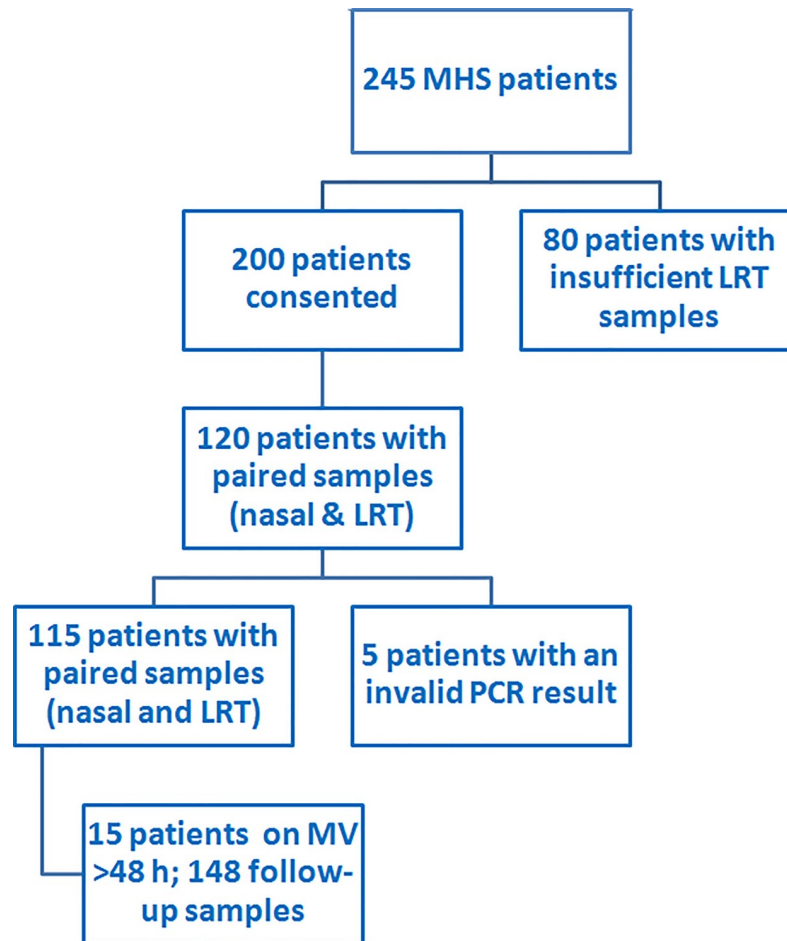 245 MHS patients
200 patients
consented
80 patients with
insufficient LRT
samples
120 patients with
paired samples
(nasal & LRT)
115 patients with
paired samples
(nasal and LRT)
5 patients with an
invalid PCR result
15 patients on MV
>48 h; 148 follow-
up samples